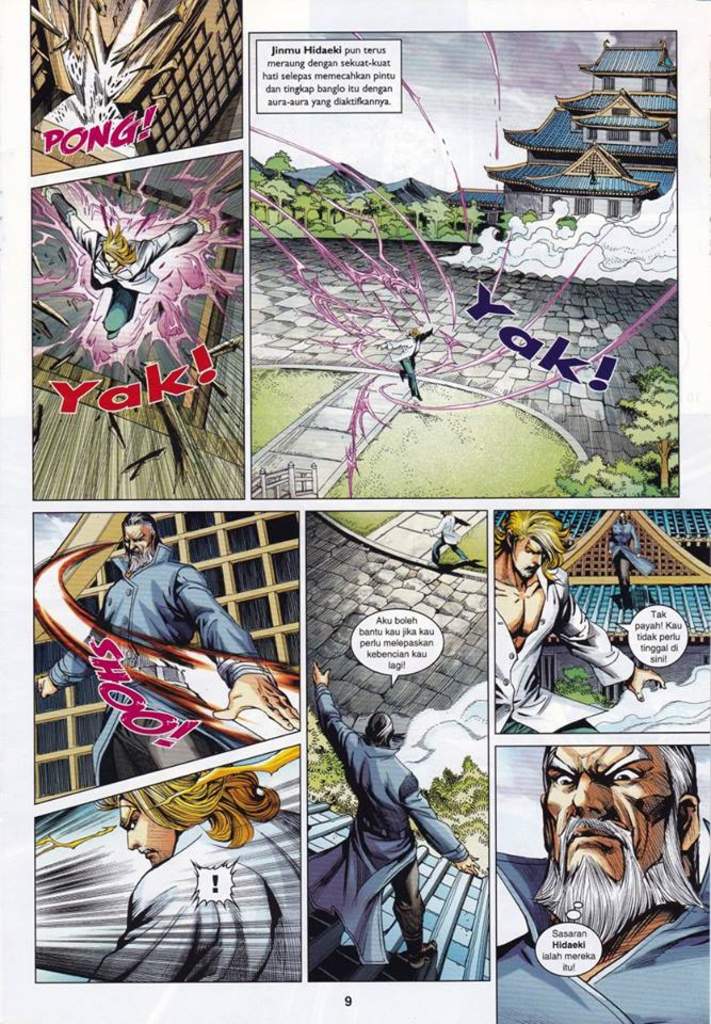 PONG!
Yak!
Jinmu Hidaeki pun terus
meraung dengan sekuat-kuat
hati selepas memecahkan pintu
dan tingkap banglo itu dengan
aura-aura yang diaktifkannya.
Yak!
SHOOO!
!
Aku boleh
bantu kau jika kau
perlu melepaskan
kebencian kau
lagi!
Tak
payah! Kau
tidak perlu
tinggal di
sini!
Sasaran
Hidaeki
ialah mereka
itu!
9